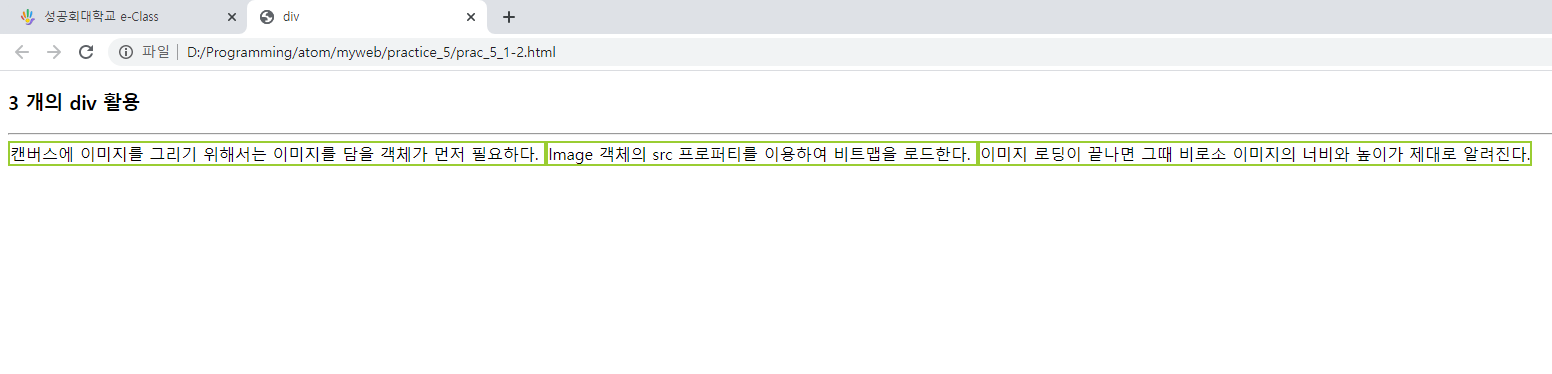 성공회대학교 e-Class
div
파일 D:/Programming/atom/myweb/practice_5/prac_5_1-2.html
3 개의 div 활용
캔버스에 이미지를 그리기 위해서는 이미지를 담을 객체가 먼저 필요하다. Image 객체의 src 프로퍼티를 이용하여 비트맵을 로드한다. 이미지 로딩이 끝나면 그때 비로소 이미지의 너비와 높이가 제대로 알려진다.